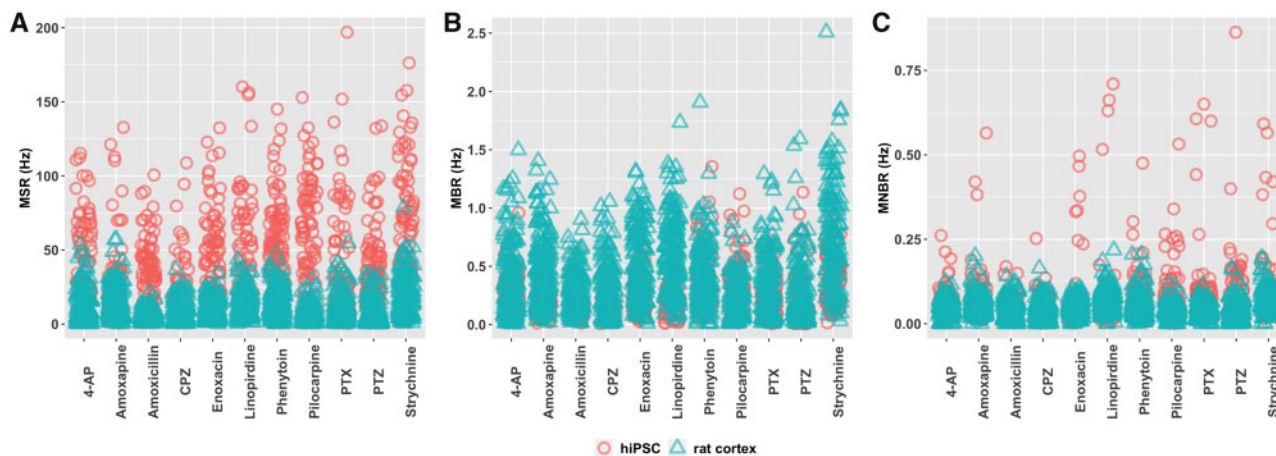 A
B
C
MSR (Hz)
200
150
100
50
0
4-AP
Amoxapine
Amoxicillin
CPZ
Enoxacin
Linopirdine
Phenytoin
Pilocarpine
PTX
PTZ
Strychnine
MBR (Hz)
2.5
2.0
1.5
1.0
0.5
0.0
4-AP
Amoxapine
Amoxicillin
CPZ
Enoxacin
Linopirdine
Phenytoin
Pilocarpine
PTX
PTZ
Strychnine
MNBR (Hz)
0.75
0.50
0.25
0.00
4-AP
Amoxapine
Amoxicillin
CPZ
Enoxacin
Linopirdine
Phenytoin
Pilocarpine
PTX
PTZ
Strychnine
hiPSC rat cortex